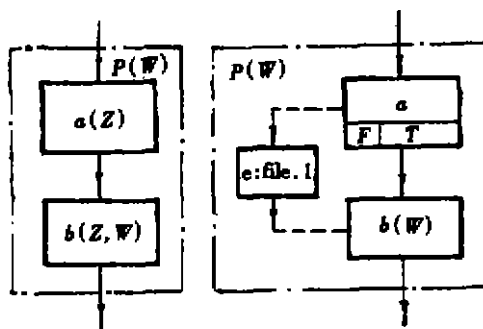 P(W)
a(Z)
b(Z,W)
P(W)
a
F T
e:file.1
b(W)